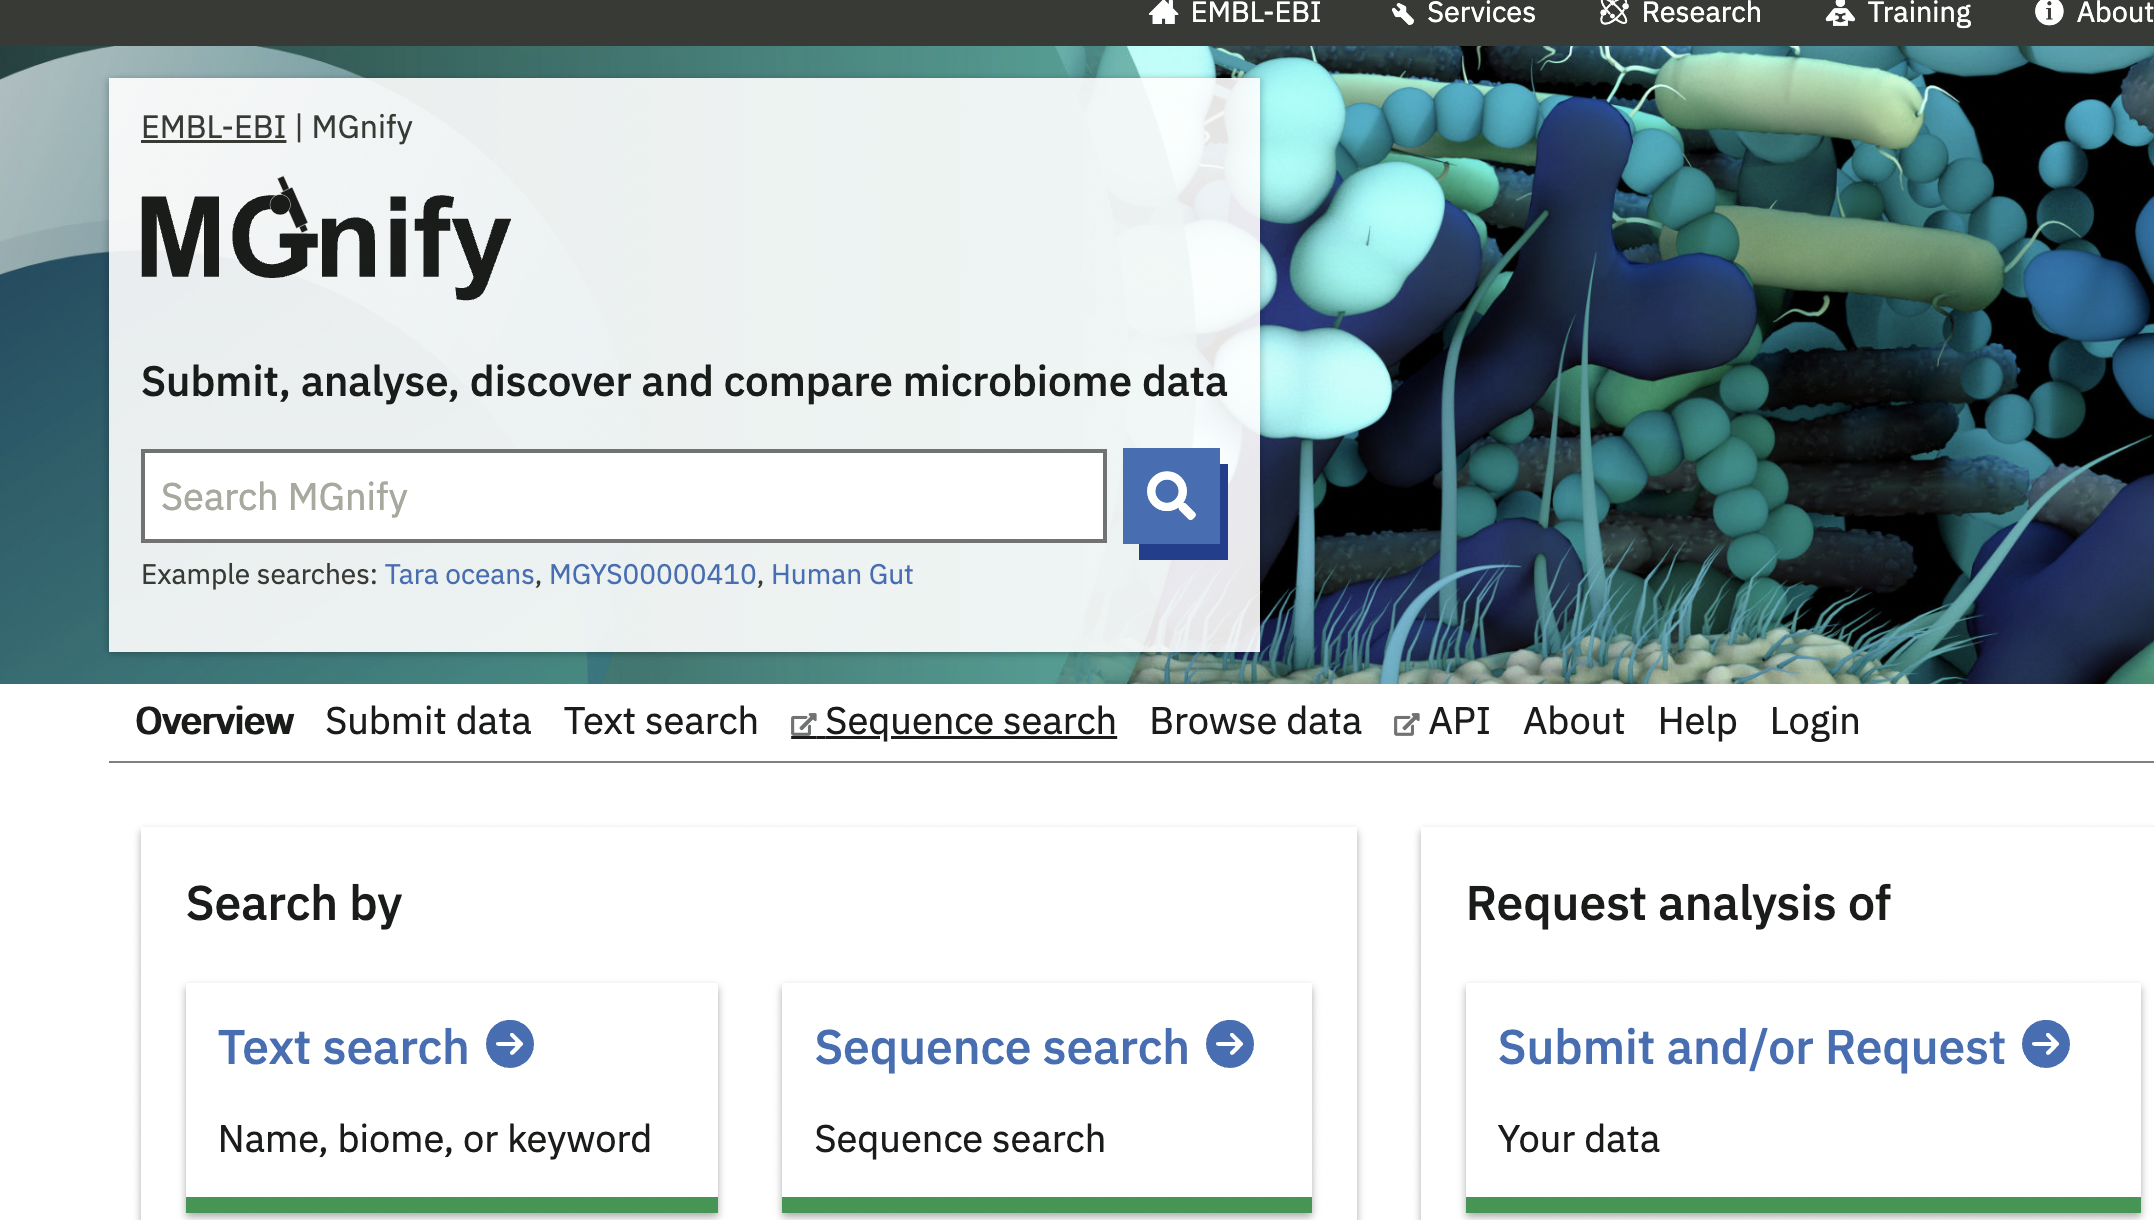 EMBL-EBI Services Research Training About
EMBL-EBI | MGnify
MGnify
Submit, analyse, discover and compare microbiome data
Search MGnify
Example searches: Tara oceans, MGYS00000410, Human Gut
Overview Submit data Text search Sequence search Browse data API About Help Login
Search by
Request analysis of
Text search
Sequence search
Submit and/or Request
Name, biome, or keyword
Sequence search
Your data